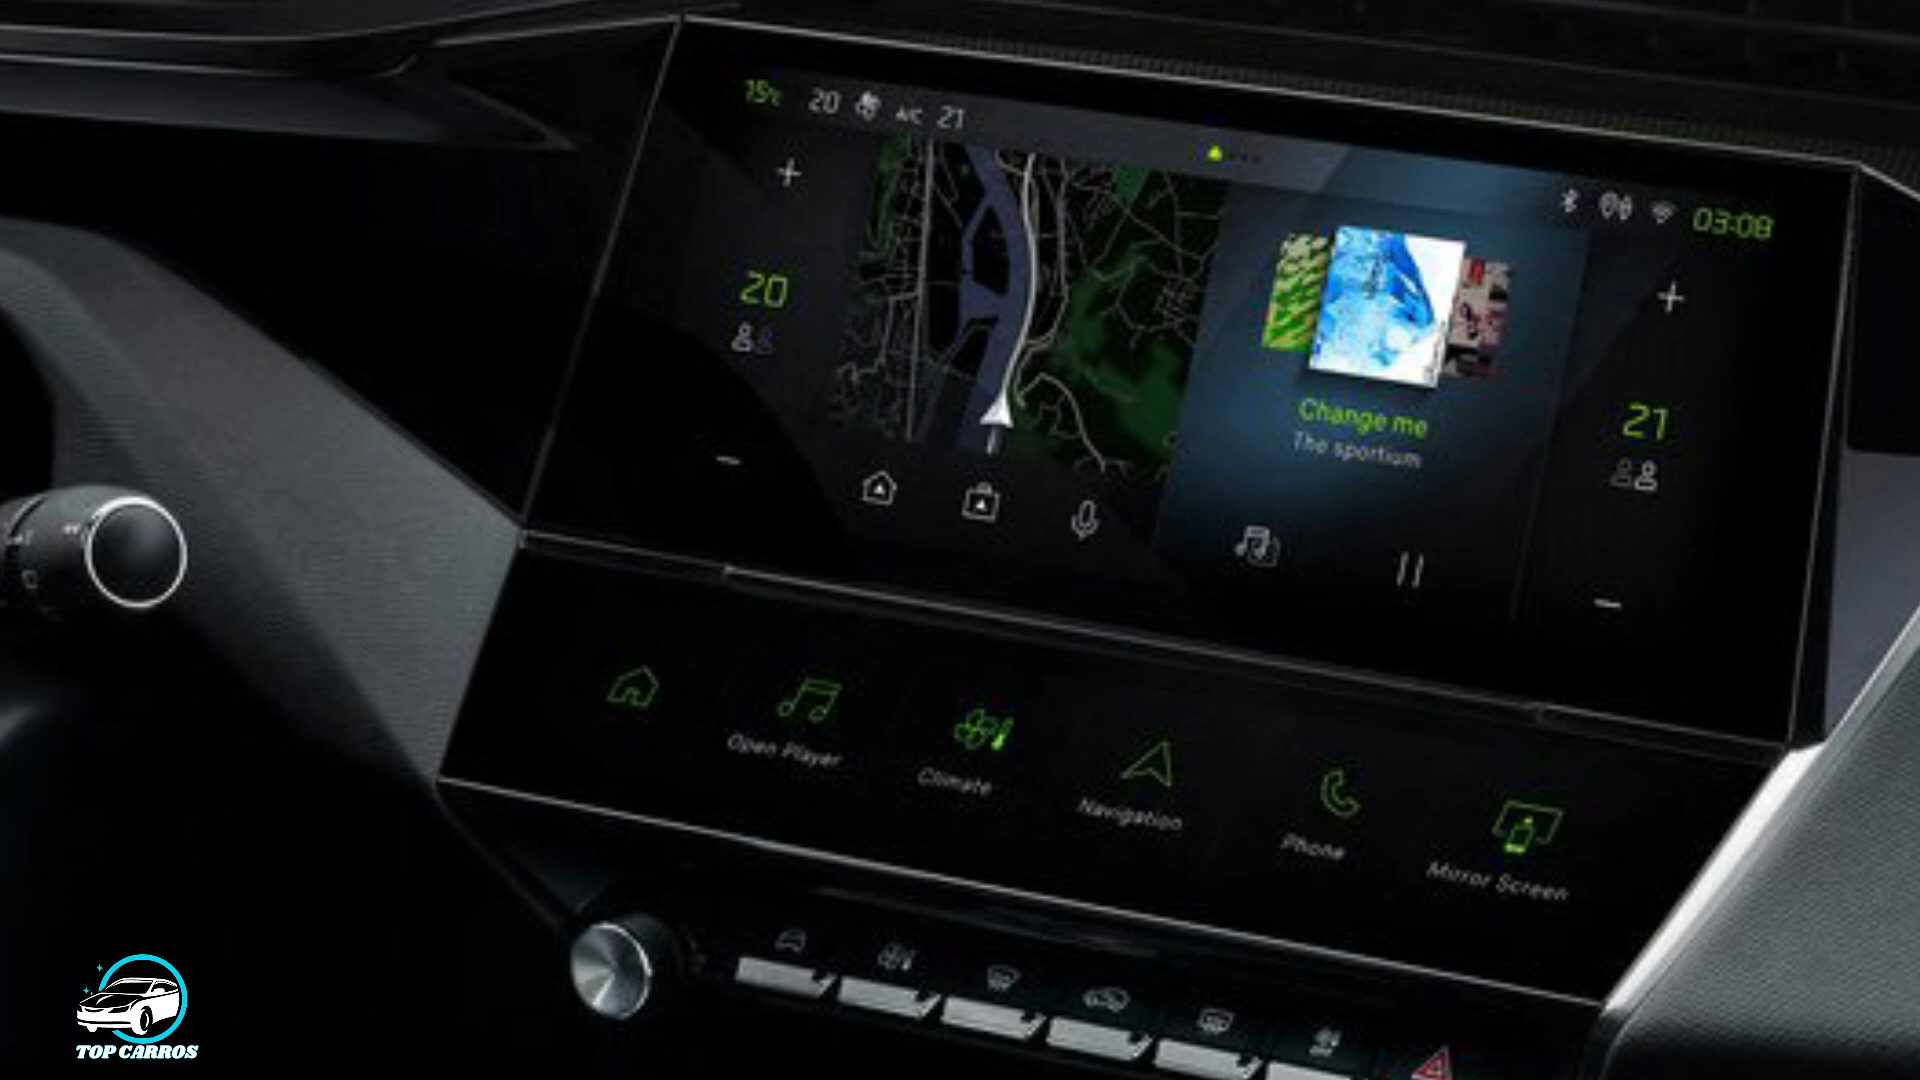 15°c 20 A/C 21
03:08
20
21
Change me
The sportium
Open Player
Climate
Navigation
Phone
Mirror Screen
TOP CARROS